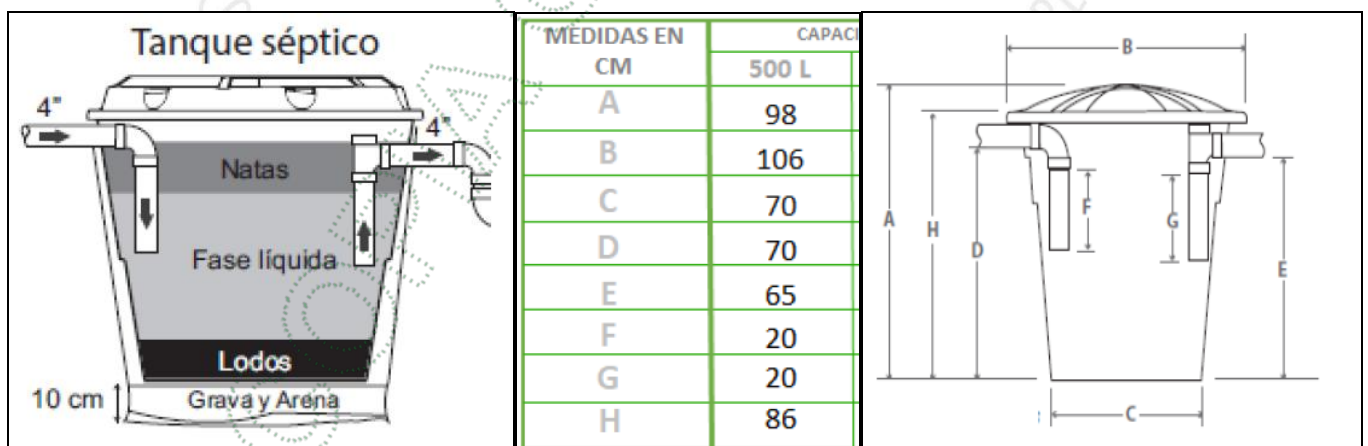 Tanque séptico
4"
4"
Natas
Fase líquida
Lodos
10 cm
Grava y Arena
MEDIDAS EN CM
CAPACI
500 L
A 98
B 106
C 70
D 70
E 65
F 20
G 20
H 86
B
A
H
D
F
G
E
C